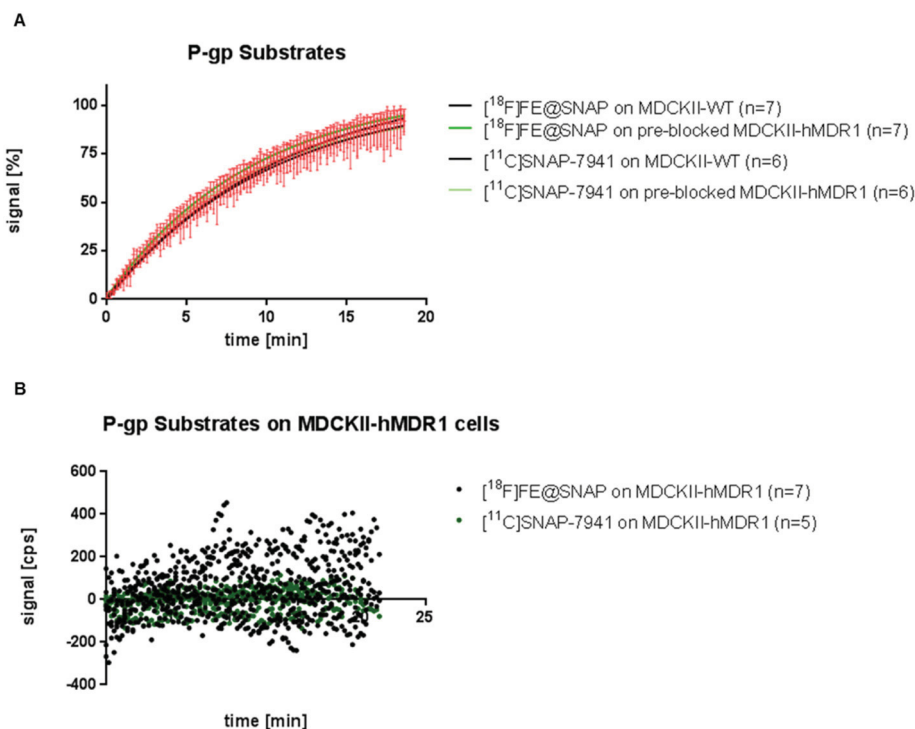 A
P-gp Substrates
signal [%]
100
75
50
25
0
0 5 10 15 20
time [min]
[18F]FE@SNAP on MDCKII-WT (n=7)
[18F]FE@SNAP on pre-blocked MDCKII-hMDR1 (n=7)
[11C]SNAP-7941 on MDCKII-WT (n=6)
[11C]SNAP-7941 on pre-blocked MDCKII-hMDR1 (n=6)
B
P-gp Substrates on MDCKII-hMDR1 cells
signal [cps]
600
400
200
0
-200
-400
25
time [min]
[18F]FE@SNAP on MDCKII-hMDR1 (n=7)
[11C]SNAP-7941 on MDCKII-hMDR1 (n=5)